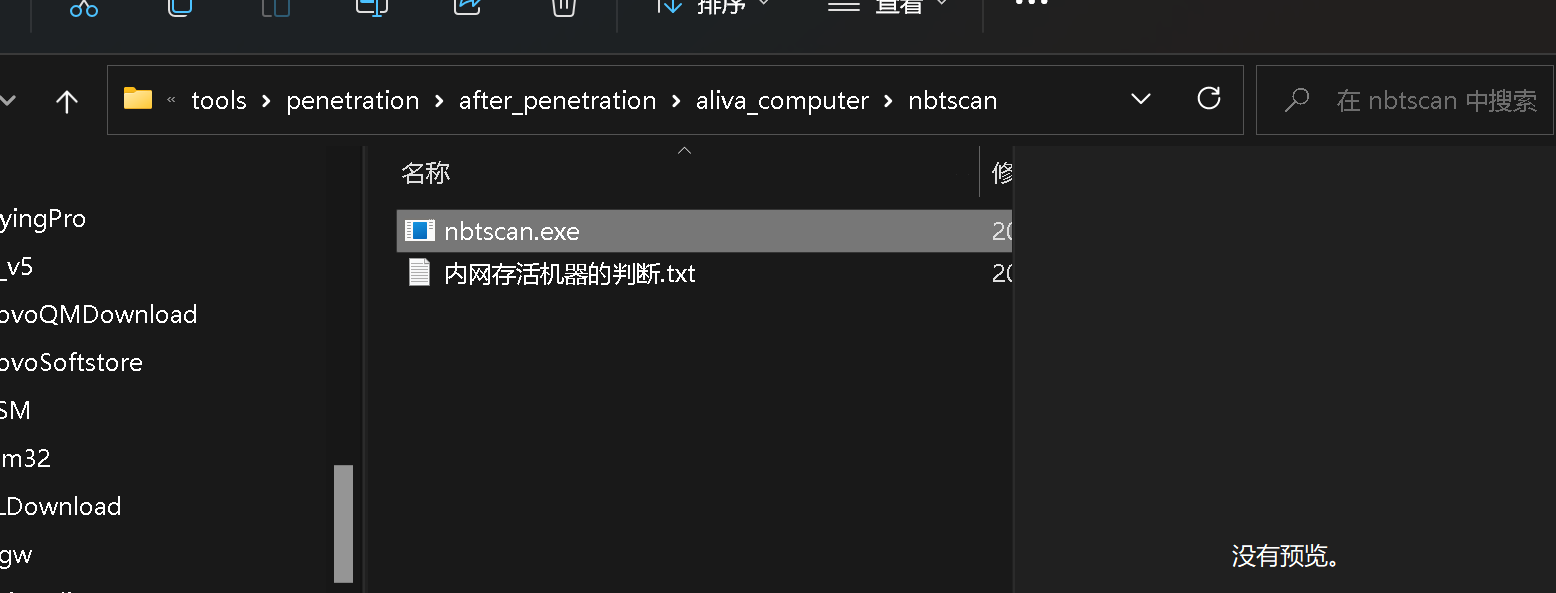 排序 查看
« tools > penetration > after_penetration > aliva_computer > nbtscan
在 nbtscan 中搜索
名称 修
nbtscan.exe 20
内网存活机器的判断.txt 20
yingPro
_v5
ovoQMDownload
ovoSoftstore
SM
m32
LDownload
gw
没有预览。